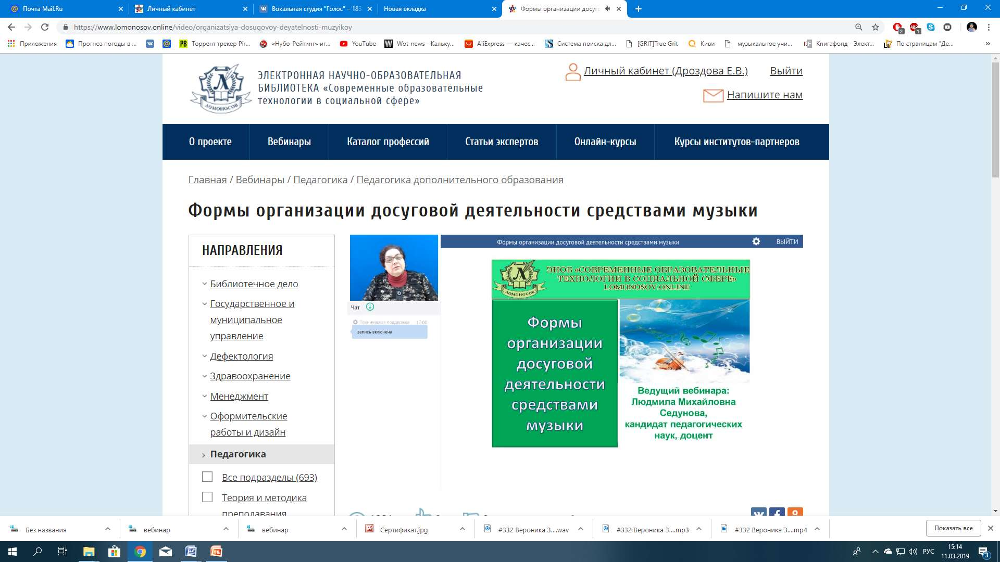 Почта Mail.Ru
Личный кабинет
Вокальная студия "Голос" – 183
Новая вкладка
Формы организации досуго
https://www.lomonosov.online/video/organizatsiya-dosugovoy-deyatelnosti-muzyikoy
2
ABP
1
Приложения
Прогноз погоды в ...
PB Торрент трекер Pir...
«Нубо-Рейтинг» иг...
YouTube
W Wot-news - Кальку...
AliExpress — качес...
Система поиска дл...
[GRIT]True Grit
Киви
музыкальное учи...
Книгафонд - Элект...
По страницам "Де...
»
ЭЛЕКТРОННАЯ НАУЧНО-ОБРАЗОВАТЕЛЬНАЯ
БИБЛИОТЕКА «Современные образовательные
технологии в социальной сфере»
Л
ЛОМОНОСОВ
Личный кабинет (Дроздова Е.В.)
Выйти
Напишите нам
О проекте
Вебинары
Каталог профессий
Статьи экспертов
Онлайн-курсы
Курсы институтов-партнеров
Главная / Вебинары / Педагогика / Педагогика дополнительного образования
Формы организации досуговой деятельности средствами музыки
НАПРАВЛЕНИЯ
Библиотечное дело
Государственное и
муниципальное
управление
Дефектология
Здравоохранение
Менеджмент
Оформительские
работы и дизайн
Педагогика
Все подразделы (693)
Теория и методика
преподавания
Чат
Техническая поддержка 17:00
запись включена
Формы организации досуговой деятельности средствами музыки
ВЫЙТИ
Л
ЛОМОНОСОВ
ЭНОБ «СОВРЕМЕННЫЕ ОБРАЗОВАТЕЛЬНЫЕ
ТЕХНОЛОГИИ В СОЦИАЛЬНОЙ СФЕРЕ»
LOMONOSOV.ONLINE
Формы
организации
досуговой
деятельности
средствами
музыки
Ведущий вебинара:
Людмила Михайловна
Седунова,
кандидат педагогических
наук, доцент
Без названия
вебинар
вебинар
Сертификат.jpg
#332 Вероника З....wav
#332 Вероника З....mp3
#332 Вероника З....mp4
Показать все
РУС
15:14
11.03.2019
3